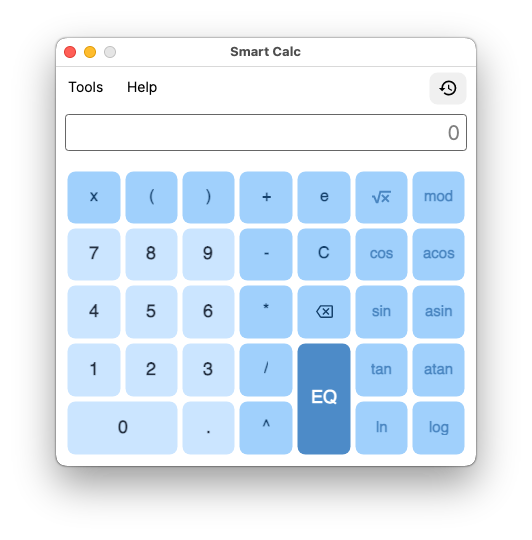 Smart Calc
Tools Help
0
x ( ) + e √x mod
7 8 9 - C cos acos
4 5 6 * sin asin
1 2 3 / EQ tan atan
0 . ^ ln log